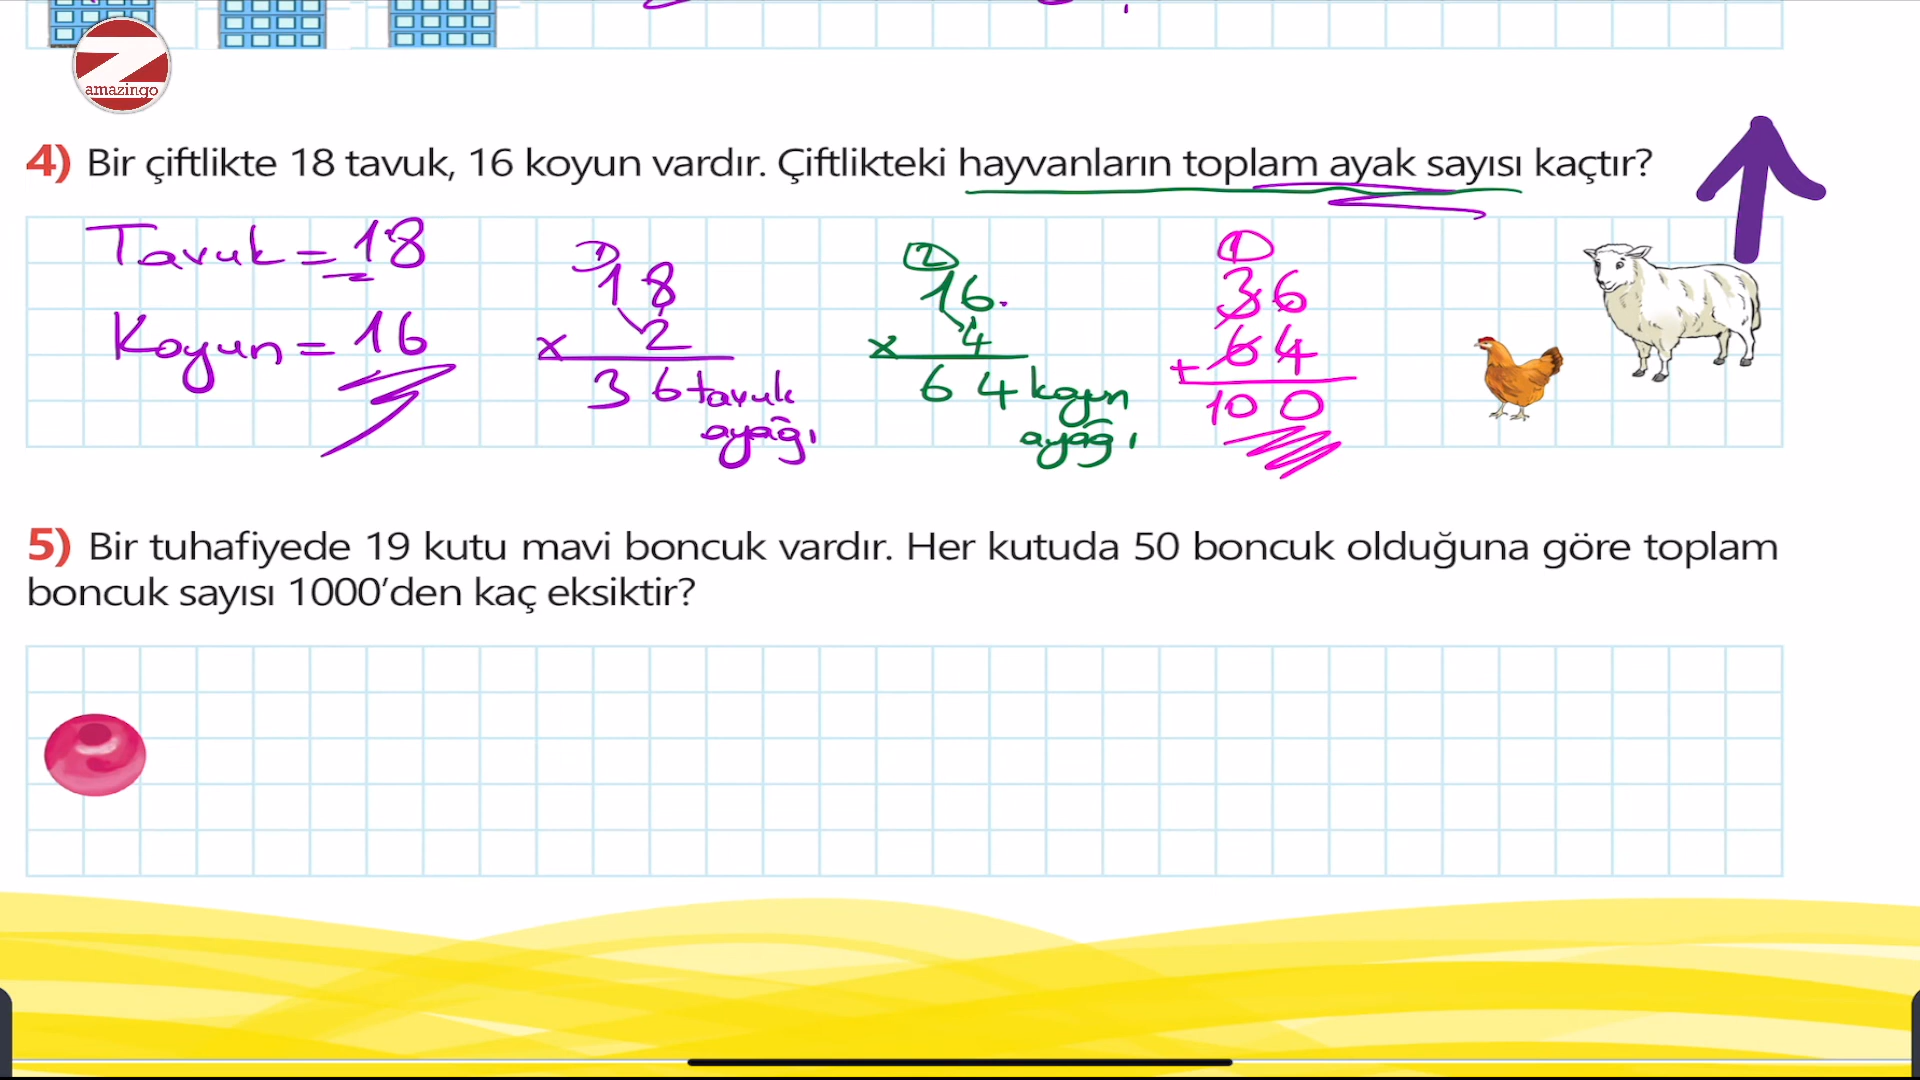 amazingo
4) Bir çiftlikte 18 tavuk, 16 koyun vardır. Çiftlikteki hayvanların toplam ayak sayısı kaçtır?
Tavuk = 18
Koyun = 16
1
18
x 2
36 tavuk
ayağı
2
16
x 4
64 koyun
ayağı
1
36
+ 64
100
5) Bir tuhafiyede 19 kutu mavi boncuk vardır. Her kutuda 50 boncuk olduğuna göre toplam
boncuk sayısı 1000’den kaç eksiktir?